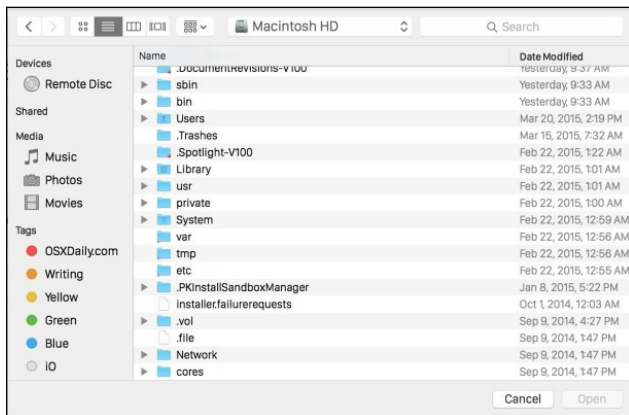 Macintosh HD
Search
Devices
Remote Disc
Shared
Media
Music
Photos
Movies
Tags
OSXDaily.com
Writing
Yellow
Green
Blue
iO
Name Date Modified
.DocumentRevisions-V100 Yesterday, 9:37 AM
sbin Yesterday, 9:33 AM
bin Yesterday, 9:33 AM
Users Mar 20, 2015, 2:19 PM
.Trashes Mar 15, 2015, 7:32 AM
.Spotlight-V100 Feb 22, 2015, 1:22 AM
Library Feb 22, 2015, 1:01 AM
usr Feb 22, 2015, 1:01 AM
private Feb 22, 2015, 1:00 AM
System Feb 22, 2015, 12:59 AM
var Feb 22, 2015, 12:56 AM
tmp Feb 22, 2015, 12:56 AM
etc Feb 22, 2015, 12:55 AM
.PKInstallSandboxManager Jan 8, 2015, 5:22 PM
installer.failurerequests Oct 1, 2014, 12:03 AM
.vol Sep 9, 2014, 4:27 PM
.file Sep 9, 2014, 1:47 PM
Network Sep 9, 2014, 1:47 PM
cores Sep 9, 2014, 1:47 PM
Cancel Open